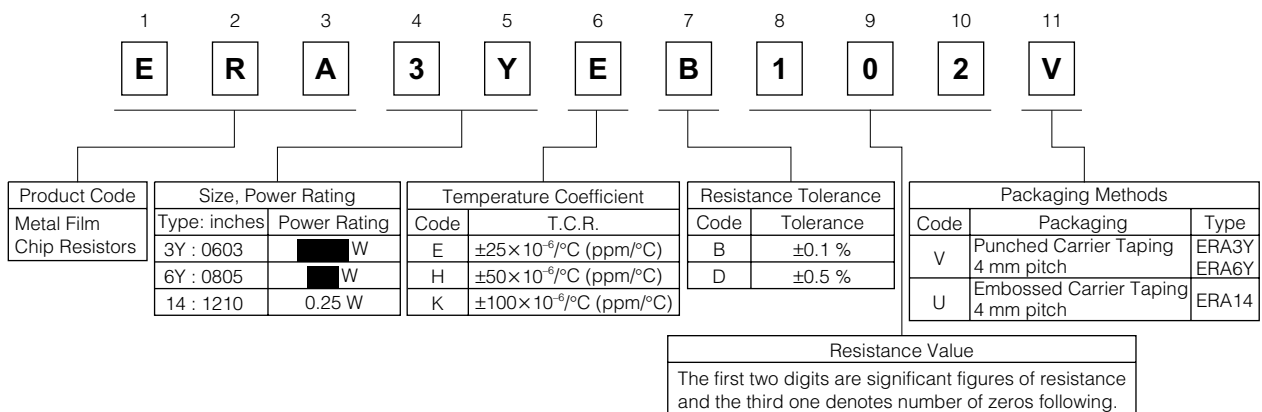 1 2 3 4 5 6 7 8 9 10 11
E R A 3 Y E B 1 0 2 V
Product Code
Metal Film
Chip Resistors
Size, Power Rating
Type: inches Power Rating
3Y : 0603 W
6Y : 0805 W
14 : 1210 0.25 W
Temperature Coefficient
Code T.C.R.
E ±25×10⁻⁶/°C (ppm/°C)
H ±50×10⁻⁶/°C (ppm/°C)
K ±100×10⁻⁶/°C (ppm/°C)
Resistance Tolerance
Code Tolerance
B ±0.1 %
D ±0.5 %
Packaging Methods
Code Packaging Type
V Punched Carrier Taping ERA3Y
4 mm pitch ERA6Y
U Embossed Carrier Taping ERA14
4 mm pitch
Resistance Value
The first two digits are significant figures of resistance
and the third one denotes number of zeros following.